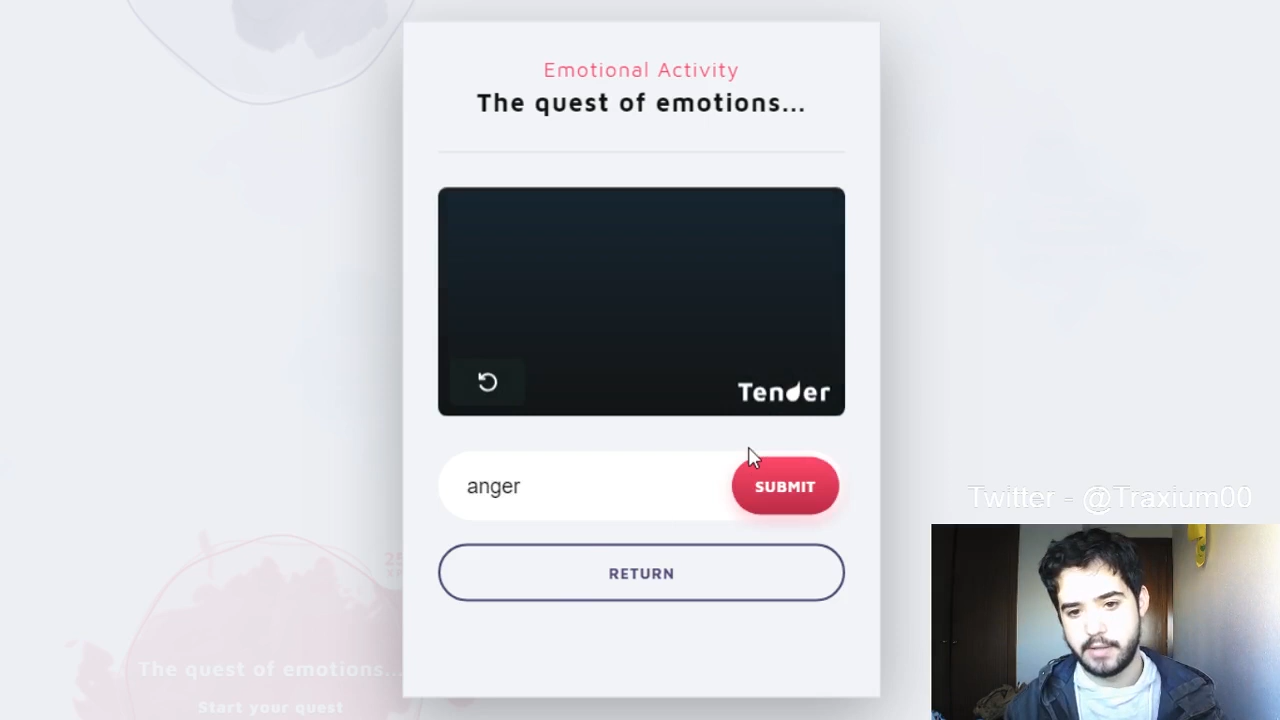 Emotional Activity
The quest of emotions...
Tender
anger
SUBMIT
RETURN
Twitter - @Traxium00
25
The quest of emotions...
Start your quest